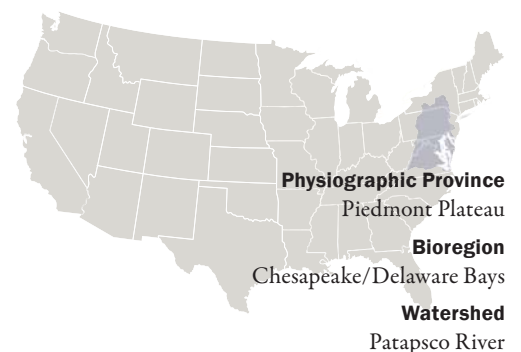 Physiographic Province
Piedmont Plateau
Bioregion
Chesapeake/Delaware Bays
Watershed
Patapsco River